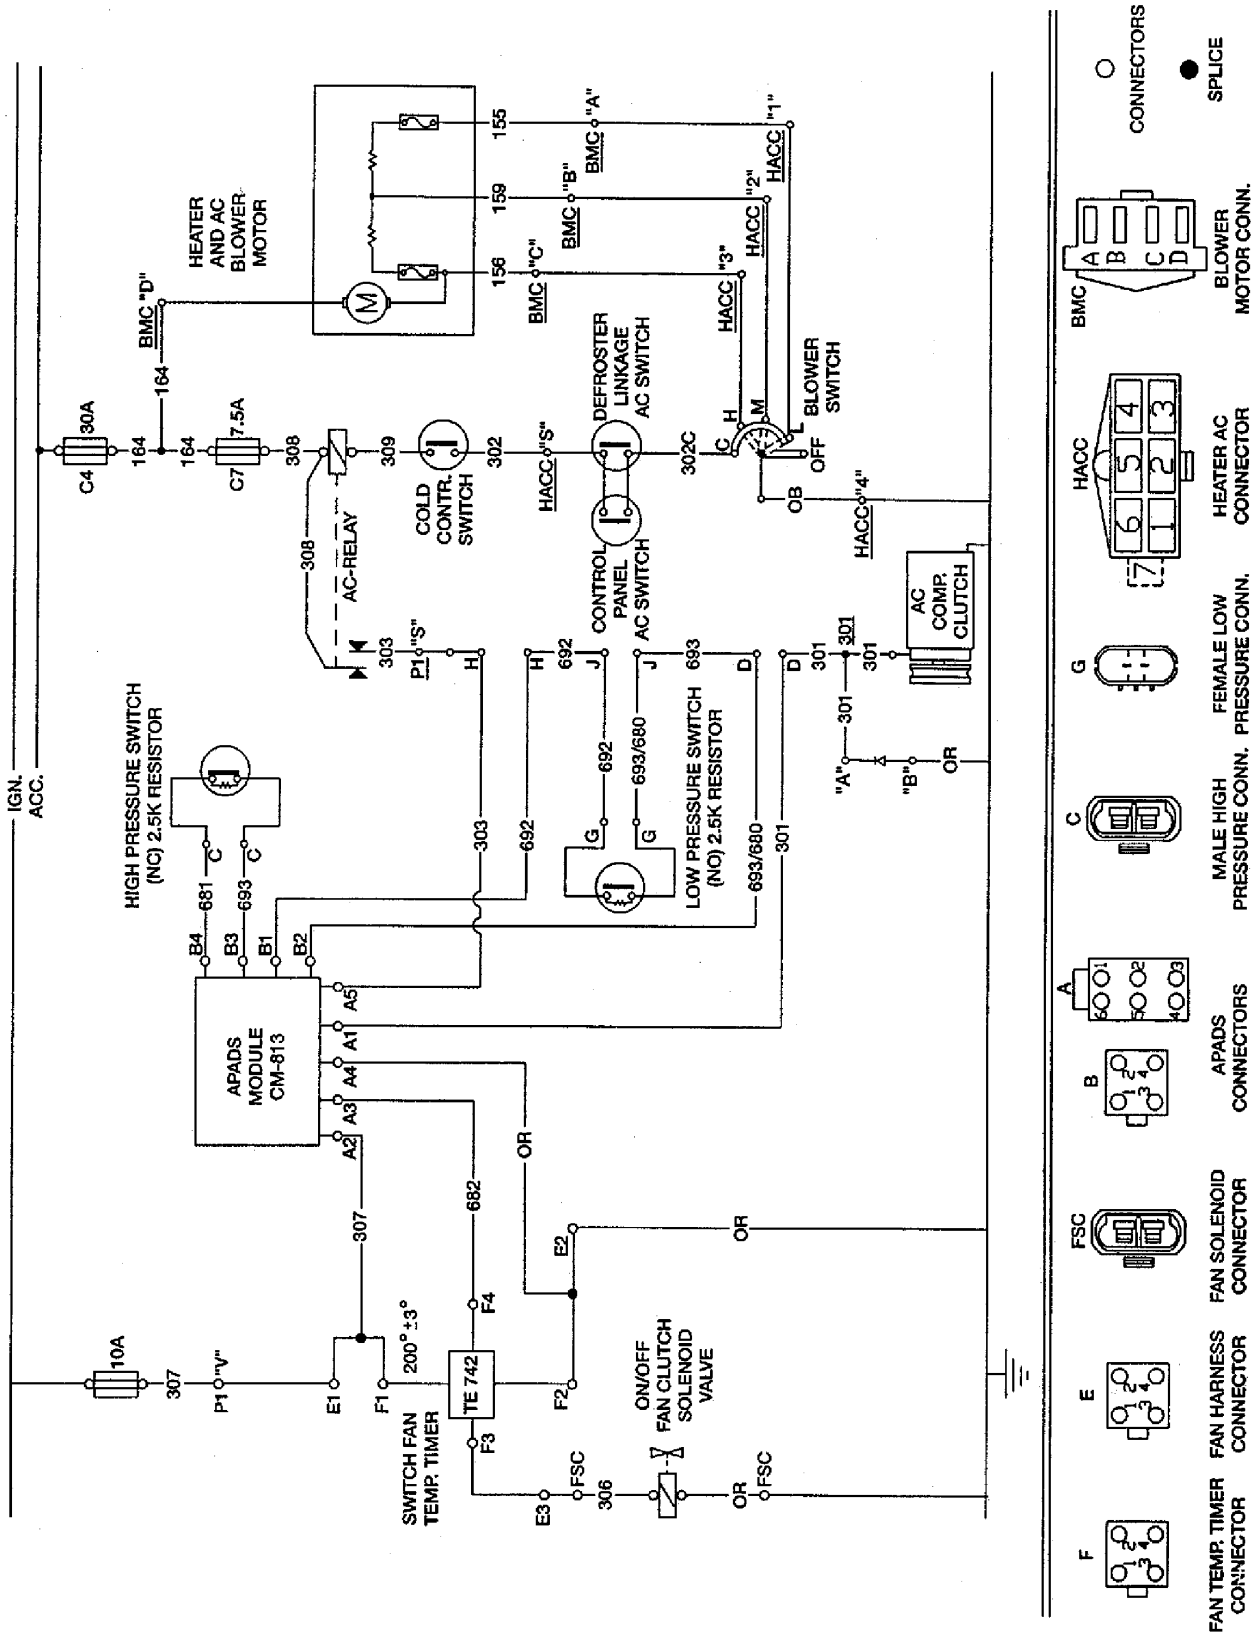 IGN.
ACC.
10A
307
P1 "V"
E1
F1
200°±3°
SWITCH FAN
TEMP. TIMER
TE 742
F4
F3
F2
E2
E3
FSC
306
ON/OFF
FAN CLUTCH
SOLENOID
VALVE
OR
FSC
OR
OR
307
682
APADS
MODULE
CM-813
A2
A3
A4
A1
A5
B4
B3
B1
B2
681
693
C
C
HIGH PRESSURE SWITCH
(NC) 2.5K RESISTOR
303
692
692
693/680
G
G
LOW PRESSURE SWITCH
(NO) 2.5K RESISTOR
693/680
301
C4
30A
164
164
164
BMC "D"
C7
7.5A
308
308
AC-RELAY
303
P1 "S"
H
H
692
J
J
693
D
D
301
301
301
301
"A"
"B"
OR
AC
COMP.
CLUTCH
309
COLD
CONTR.
SWITCH
302
HACC "S"
CONTROL
PANEL
AC SWITCH
DEFROSTER
LINKAGE
AC SWITCH
302C
C
H
M
L
OFF
BLOWER
SWITCH
OB
HACC "4"
HEATER
AND AC
BLOWER
MOTOR
M
156
159
155
BMC "C"
BMC "B"
BMC "A"
HACC "3"
HACC "2"
HACC "1"
F
1 2
3 4
FAN TEMP. TIMER
CONNECTOR
E
1 2
3 4
FAN HARNESS
CONNECTOR
FSC
FAN SOLENOID
CONNECTOR
B
1 2
3 4
A
6 1
5 2
4 3
APADS
CONNECTORS
C
MALE HIGH
PRESSURE CONN.
G
FEMALE LOW
PRESSURE CONN.
HACC
6 5 4
7 1 2 3
HEATER AC
CONNECTOR
BMC
A
B
C
D
BLOWER
MOTOR CONN.
CONNECTORS
SPLICE